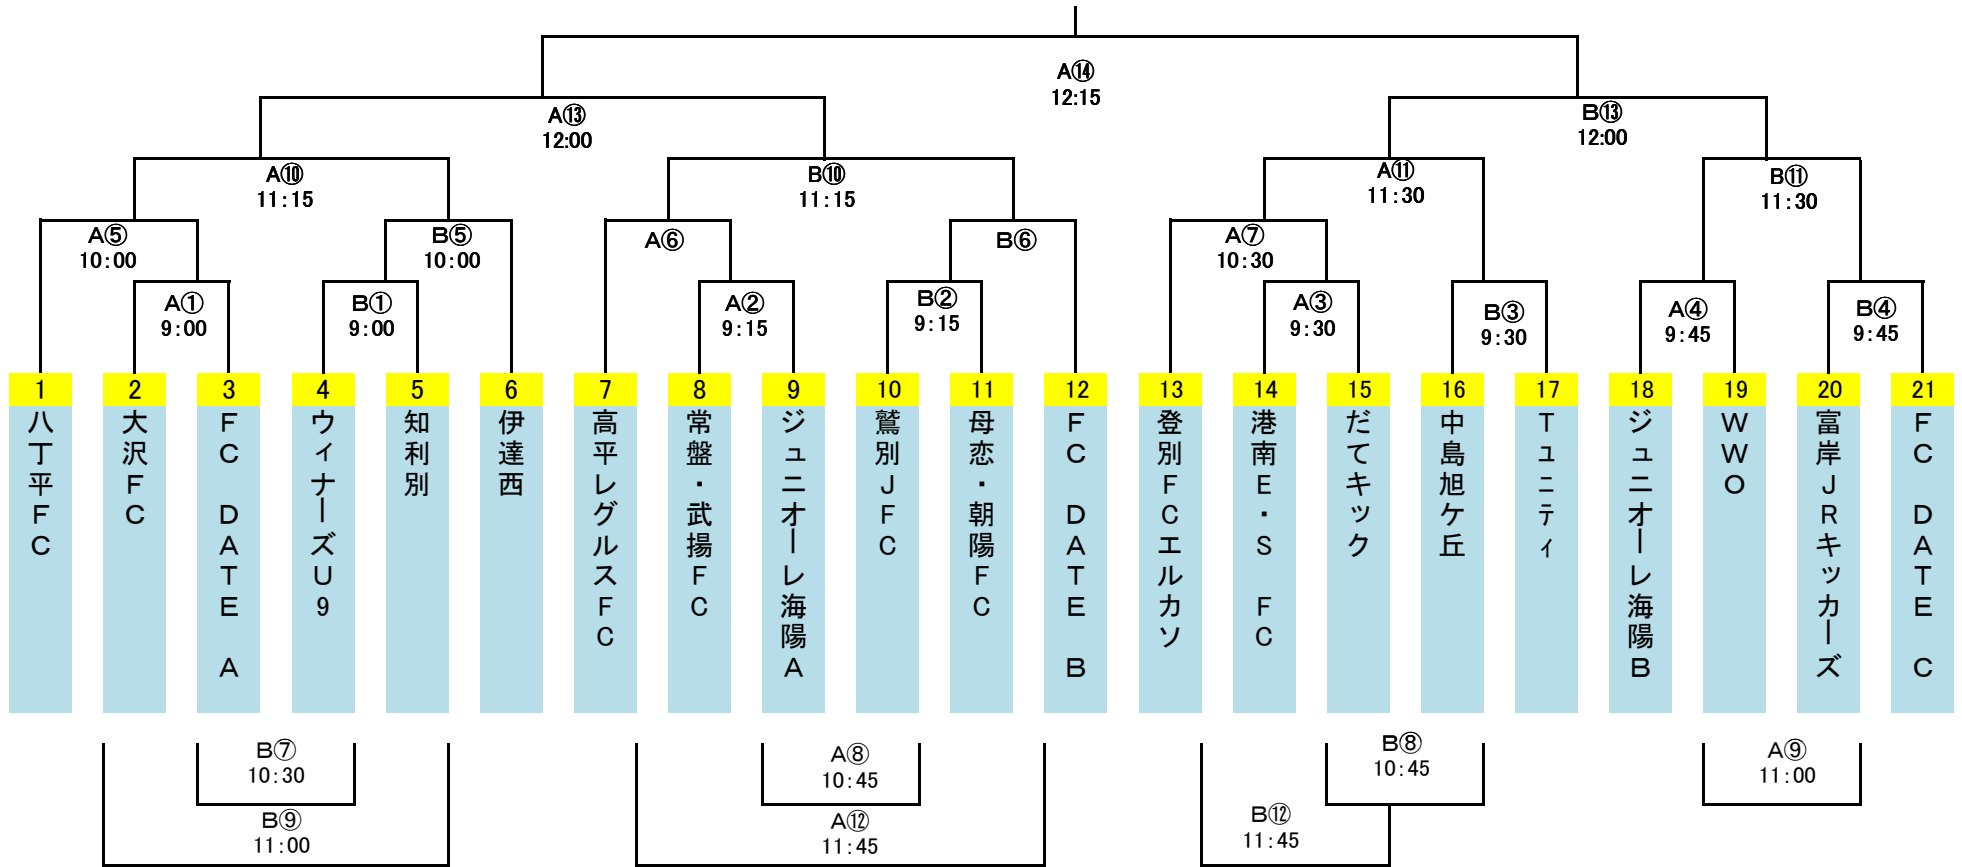 A⑭
12:15
A⑬
12:00
B⑬
12:00
A⑩
11:15
B⑩
11:15
A⑪
11:30
B⑪
11:30
A⑤
10:00
B⑤
10:00
A⑥
B⑥
A⑦
10:30
A①
9:00
B①
9:00
A②
9:15
B②
9:15
A③
9:30
B③
9:30
A④
9:45
B④
9:45
1
八丁平FC
2
大沢FC
3
FC DATE A
4
ウィナーズU9
5
知利別
6
伊達西
7
高平レグルスFC
8
常盤・武揚FC
9
ジュニオーレ海陽A
10
鷲別JFC
11
母恋・朝陽FC
12
FC DATE B
13
登別FCエルカソ
14
港南E・S FC
15
だてキック
16
中島旭ケ丘
17
Tユニティ
18
ジュニオーレ海陽B
19
WWO
20
富岸JRキッカーズ
21
FC DATE C
B⑦
10:30
B⑨
11:00
A⑧
10:45
A⑫
11:45
B⑧
10:45
B⑫
11:45
A⑨
11:00